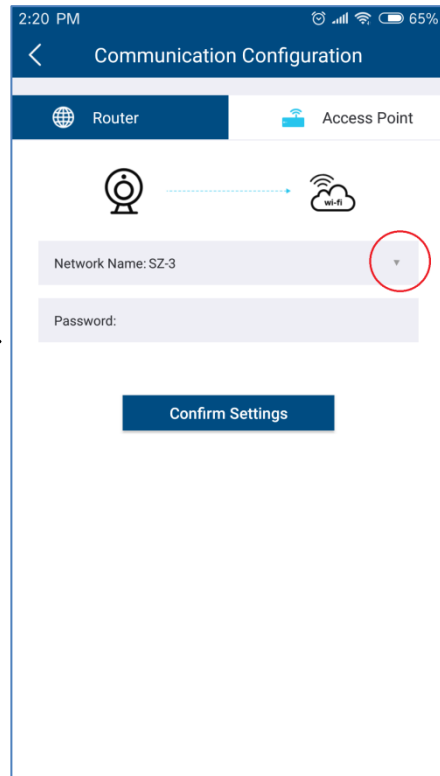 2:20 PM 65%
Communication Configuration
Router Access Point
wi-fi
Network Name: SZ-3
Password:
Confirm Settings